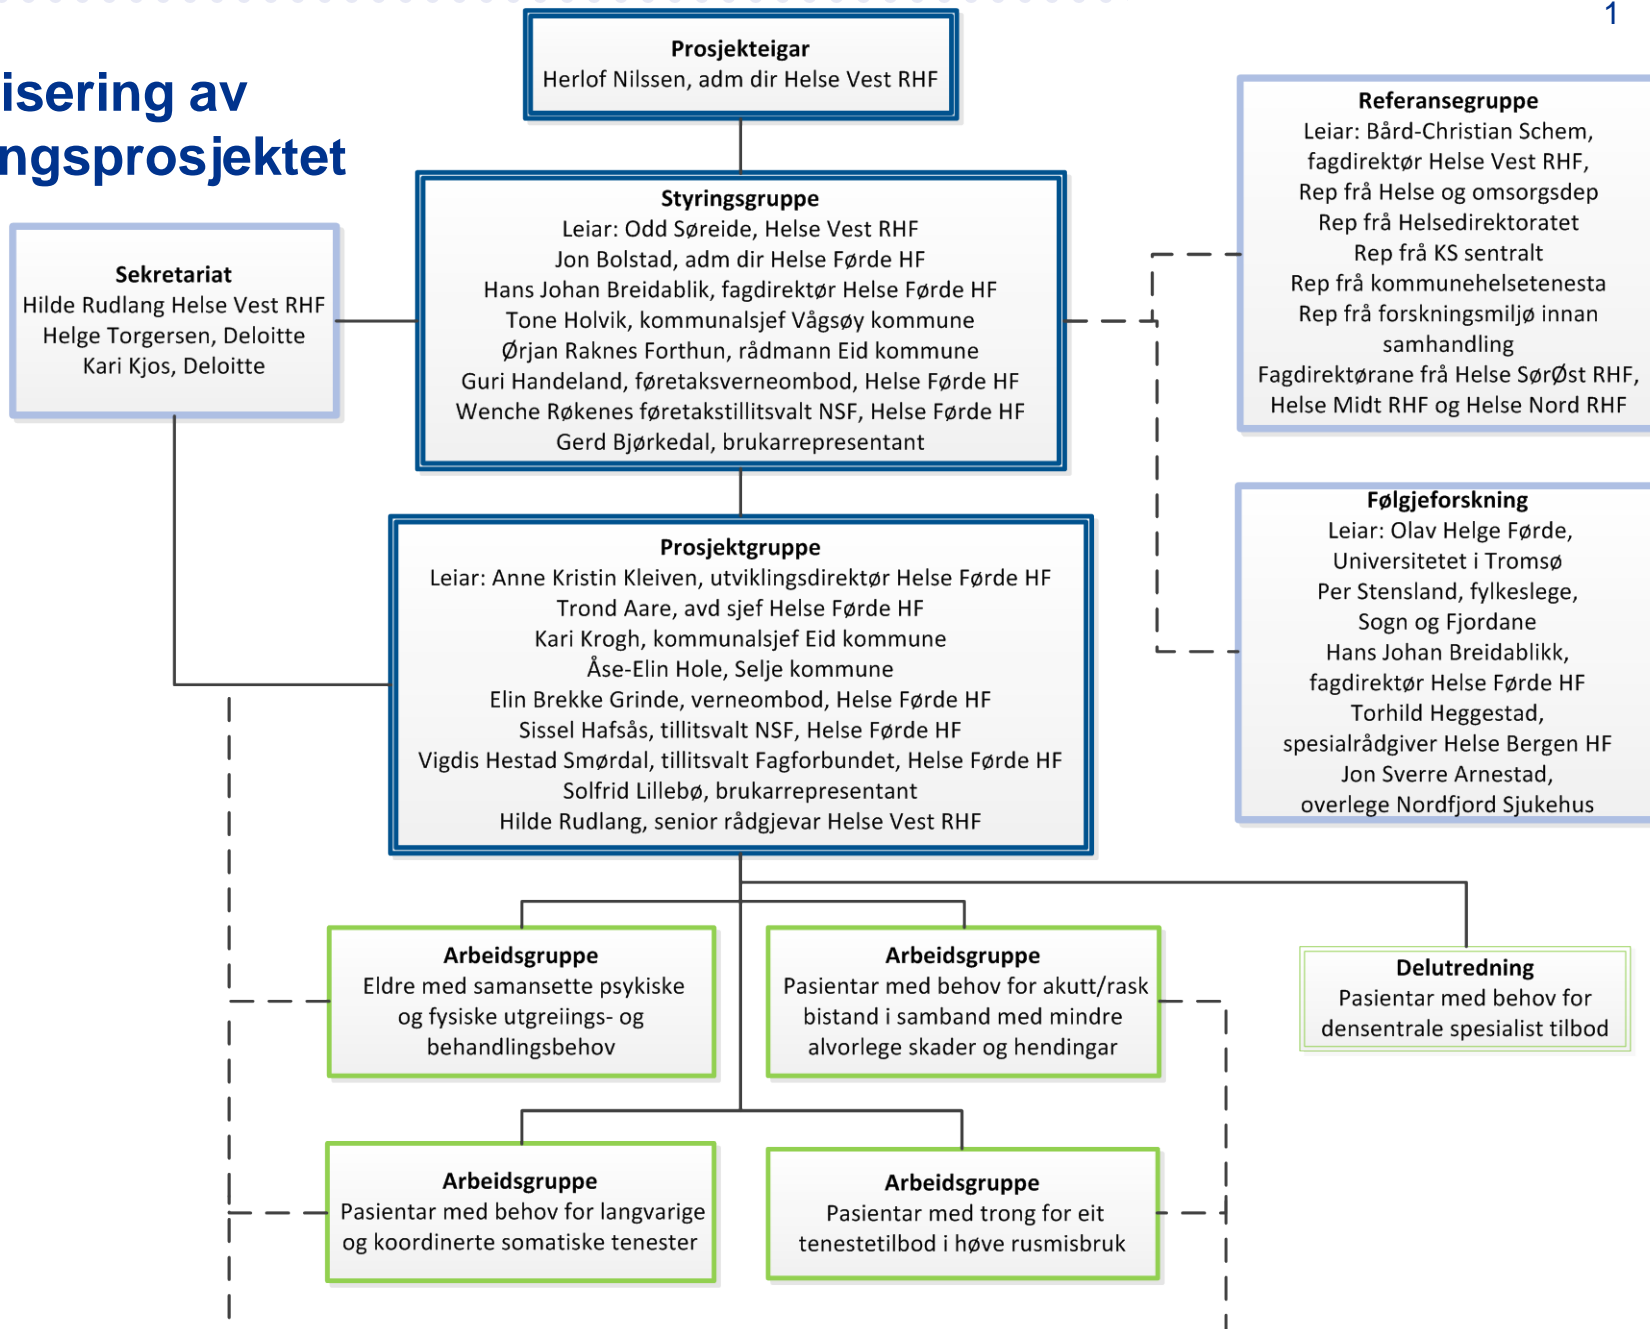 1
isering av
ngsprosjektet
Prosjekteigar
Herlof Nilssen, adm dir Helse Vest RHF
Styringsgruppe
Leiar: Odd Søreide, Helse Vest RHF
Jon Bolstad, adm dir Helse Førde HF
Hans Johan Breidablik, fagdirektør Helse Førde HF
Tone Holvik, kommunalsjef Vågsøy kommune
Ørjan Raknes Forthun, rådmann Eid kommune
Guri Handeland, føretaksverneombod, Helse Førde HF
Wenche Røkenes føretakstillitsvalt NSF, Helse Førde HF
Gerd Bjørkedal, brukarrepresentant
Sekretariat
Hilde Rudlang Helse Vest RHF
Helge Torgersen, Deloitte
Kari Kjos, Deloitte
Referansegruppe
Leiar: Bård-Christian Schem,
fagdirektør Helse Vest RHF,
Rep frå Helse og omsorgsdep
Rep frå Helsedirektoratet
Rep frå KS sentralt
Rep frå kommunehelsetenesta
Rep frå forskningsmiljø innan
samhandling
Fagdirektørane frå Helse SørØst RHF,
Helse Midt RHF og Helse Nord RHF
Prosjektgruppe
Leiar: Anne Kristin Kleiven, utviklingsdirektør Helse Førde HF
Trond Aare, avd sjef Helse Førde HF
Kari Krogh, kommunalsjef Eid kommune
Åse-Elin Hole, Selje kommune
Elin Brekke Grinde, verneombod, Helse Førde HF
Sissel Hafsås, tillitsvalt NSF, Helse Førde HF
Vigdis Hestad Smørdal, tillitsvalt Fagforbundet, Helse Førde HF
Solfrid Lillebø, brukarrepresentant
Hilde Rudlang, senior rådgjevar Helse Vest RHF
Følgjeforskning
Leiar: Olav Helge Førde,
Universitetet i Tromsø
Per Stensland, fylkeslege,
Sogn og Fjordane
Hans Johan Breidablikk,
fagdirektør Helse Førde HF
Torhild Heggestad,
spesialrådgiver Helse Bergen HF
Jon Sverre Arnestad,
overlege Nordfjord Sjukehus
Arbeidsgruppe
Eldre med samansette psykiske
og fysiske utgreiings- og
behandlingsbehov
Arbeidsgruppe
Pasientar med behov for akutt/rask
bistand i samband med mindre
alvorlege skader og hendingar
Delutredning
Pasientar med behov for
densentrale spesialist tilbod
Arbeidsgruppe
Pasientar med behov for langvarige
og koordinerte somatiske tenester
Arbeidsgruppe
Pasientar med trong for eit
tenestetilbod i høve rusmisbruk